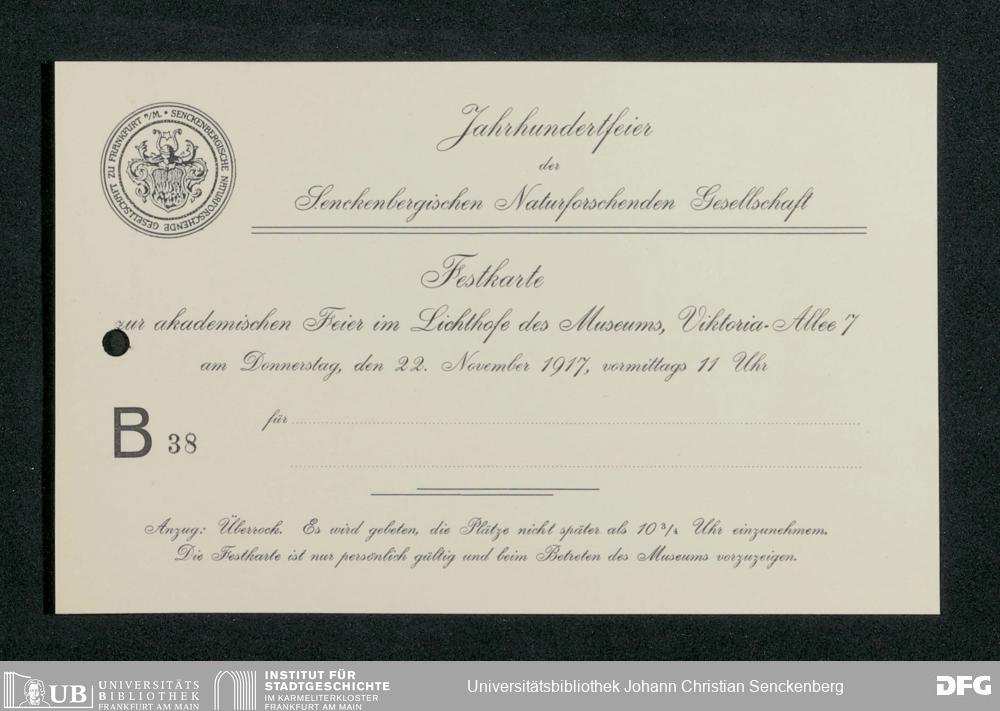 SENCKENBERGISCHE NATURFORSCHENDE GESELLSCHAFT ZU FRANKFURT a/M. *
Jahrhundertfeier
der
Senckenbergischen Naturforschenden Gesellschaft
Festkarte
zur akademischen Feier im Lichthofe des Museums, Viktoria-Allee 7
am Donnerstag, den 22. November 1917, vormittags 11 Uhr
für
B 38
Anzug: Überrock. Es wird gebeten, die Plätze nicht später als 10 3/4 Uhr einzunehmem.
Die Festkarte ist nur persönlich gültig und beim Betreten des Museums vorzuzeigen.
UB UNIVERSITÄTS
BIBLIOTHEK
FRANKFURT AM MAIN
INSTITUT FÜR
STADTGESCHICHTE
IM KARMELITERKLOSTER
FRANKFURT AM MAIN
Universitätsbibliothek Johann Christian Senckenberg
DFG